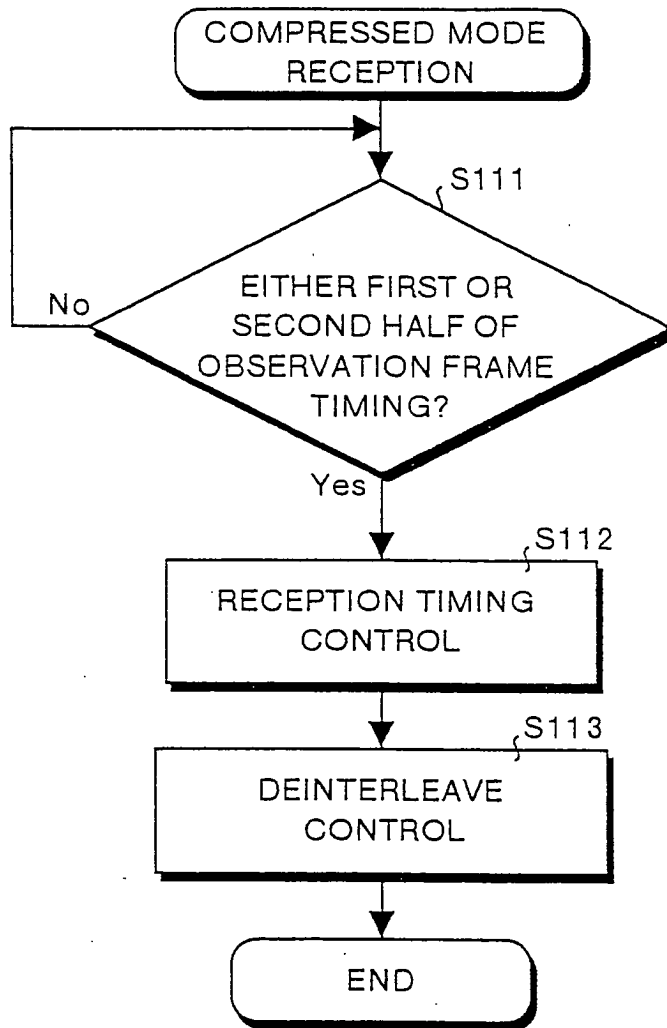 COMPRESSED MODE
RECEPTION
S111
EITHER FIRST OR
SECOND HALF OF
OBSERVATION FRAME
TIMING?
No
Yes
S112
RECEPTION TIMING
CONTROL
S113
DEINTERLEAVE
CONTROL
END